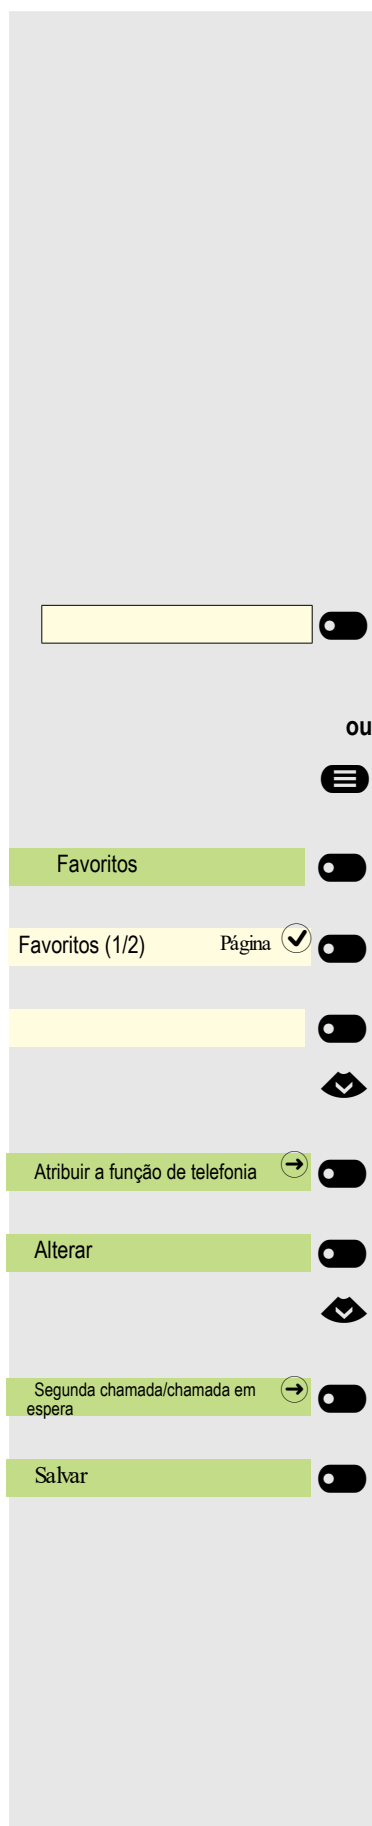 ou
Favoritos
Favoritos (1/2) Página
Atribuir a função de telefonia
Alterar
Segunda chamada/chamada em
espera
Salvar